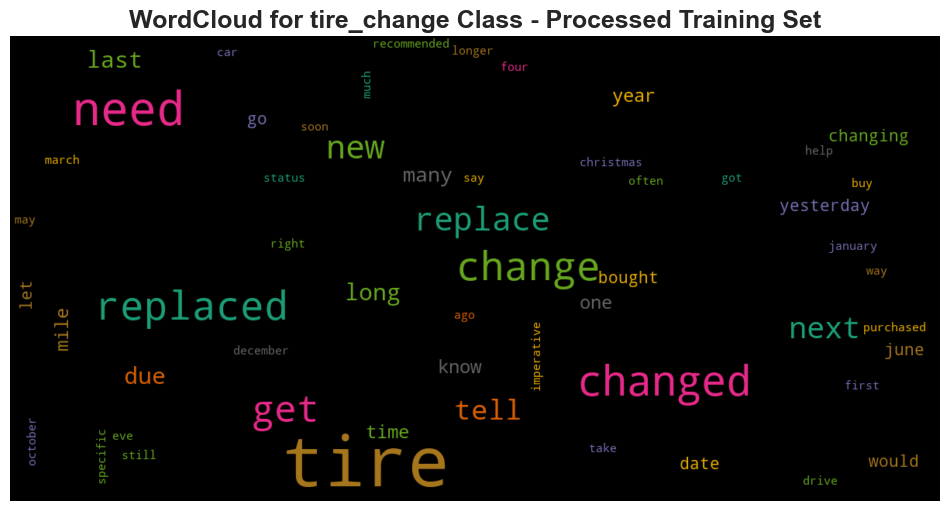 WordCloud for tire_change Class - Processed Training Set
recommended
longer
car
last
four
much
need
year
go
soon
new
changing
help
march
christmas
many
say
status
often
got
buy
yesterday
may
replace
right
january
change
way
bought
let
long
one
replaced
ago
mile
next
purchased
december
imperative
june
know
due
changed
first
get
tell
time
october
eve
specific
still
tire
take
date
would
drive